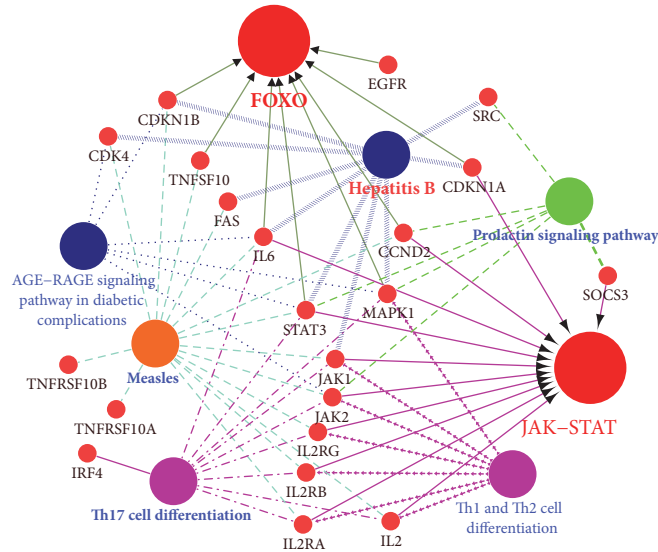 FOXO
EGFR
CDKN1B
SRC
CDK4
TNFSF10
Hepatitis B
CDKN1A
FAS
IL6
CCND2
Prolactin signaling pathway
AGE–RAGE signaling
pathway in diabetic
complications
SOCS3
MAPK1
STAT3
Measles
JAK1
TNFRSF10B
JAK2
TNFRSF10A
JAK–STAT
IL2RG
IRF4
IL2RB
Th17 cell differentiation
Th1 and Th2 cell
differentiation
IL2RA
IL2